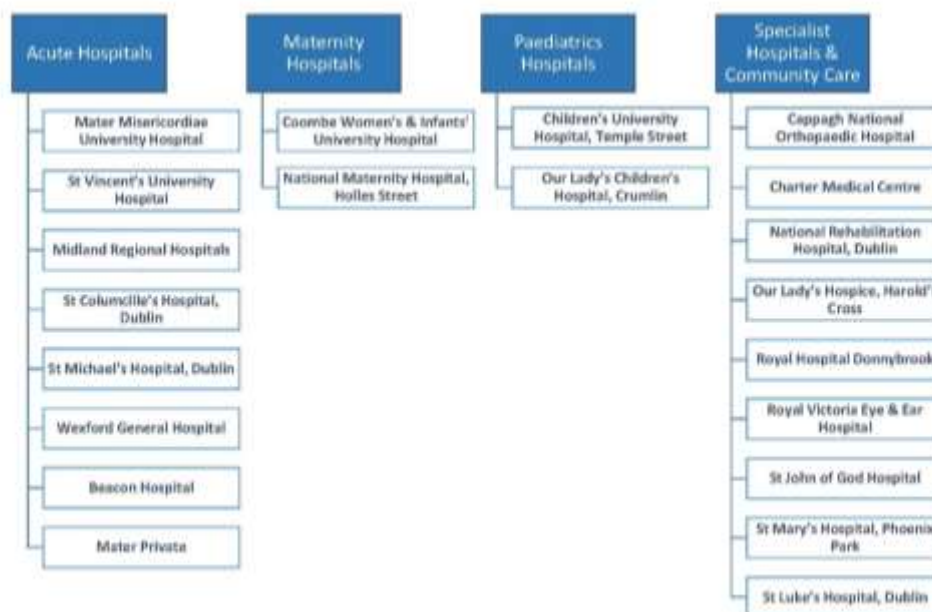 Acute Hospitals
Mater Misericordiae
University Hospital
St Vincent's University
Hospital
Midland Regional Hospitals
St Columcille's Hospital,
Dublin
St Michael's Hospital, Dublin
Wexford General Hospital
Beacon Hospital
Mater Private
Maternity
Hospitals
Coombe Women's & Infants'
University Hospital
National Maternity Hospital,
Holles Street
Paediatrics
Hospitals
Children's University
Hospital, Temple Street
Our Lady's Children's
Hospital, Crumlin
Specialist
Hospitals &
Community Care
Cappagh National
Orthopaedic Hospital
Charter Medical Centre
National Rehabilitation
Hospital, Dublin
Our Lady's Hospice, Harold'
Cross
Royal Hospital Donnybrook
Royal Victoria Eye & Ear
Hospital
St John of God Hospital
St Mary's Hospital, Phoenix
Park
St Luke's Hospital, Dublin